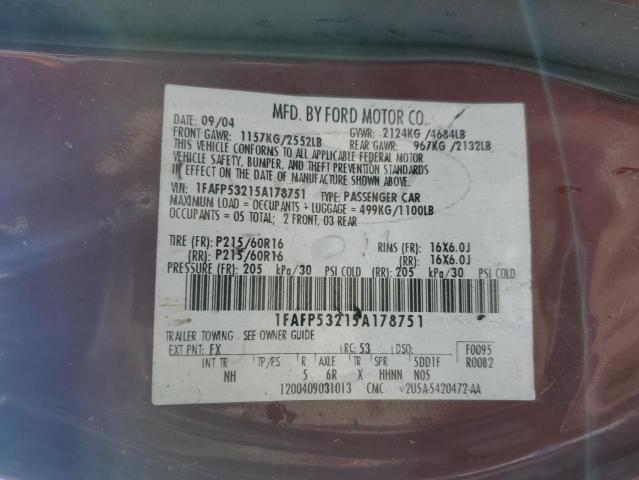 MFD. BY FORD MOTOR CO.
DATE: 09/04
GVWR: 2124KG /4684LB
FRONT GAWR: 1157KG/2552LB
REAR GAWR: 967KG /2132LB
THIS VEHICLE CONFORMS TO ALL APPLICABLE FEDERAL MOTOR
VEHICLE SAFETY, BUMPER, AND THEFT PREVENTION STANDARDS
IN EFFECT ON THE DATE OF MANUFACTURE SHOWN ABOVE.
VIN: 1FAFP53215A178751 TYPE: PASSENGER CAR
MAXIMUM LOAD = OCCUPANTS + LUGGAGE = 499KG/1100LB
OCCUPANTS : 05 TOTAL; 2 FRONT, 03 REAR
TIRE (FR): P215/60R16 RIMS (FR): 16X6.0J
(RR): P215/60R16 (RR): 16X6.0J
PRESSURE (FR): 205 kPa/30 PSI COLD (RR): 205 kPa/30 PSI COLD
1FAFP53215A178751
TRAILER TOWING - SEE OWNER GUIDE
EXT PNT: FX RC: 53 DSO: F0095
INT TR TP/PS R AXLE TR SPR 5DD1F R0082
NH 5 6R X HHNN N05
1200409031013 CMC V2U5A-5420472-AA